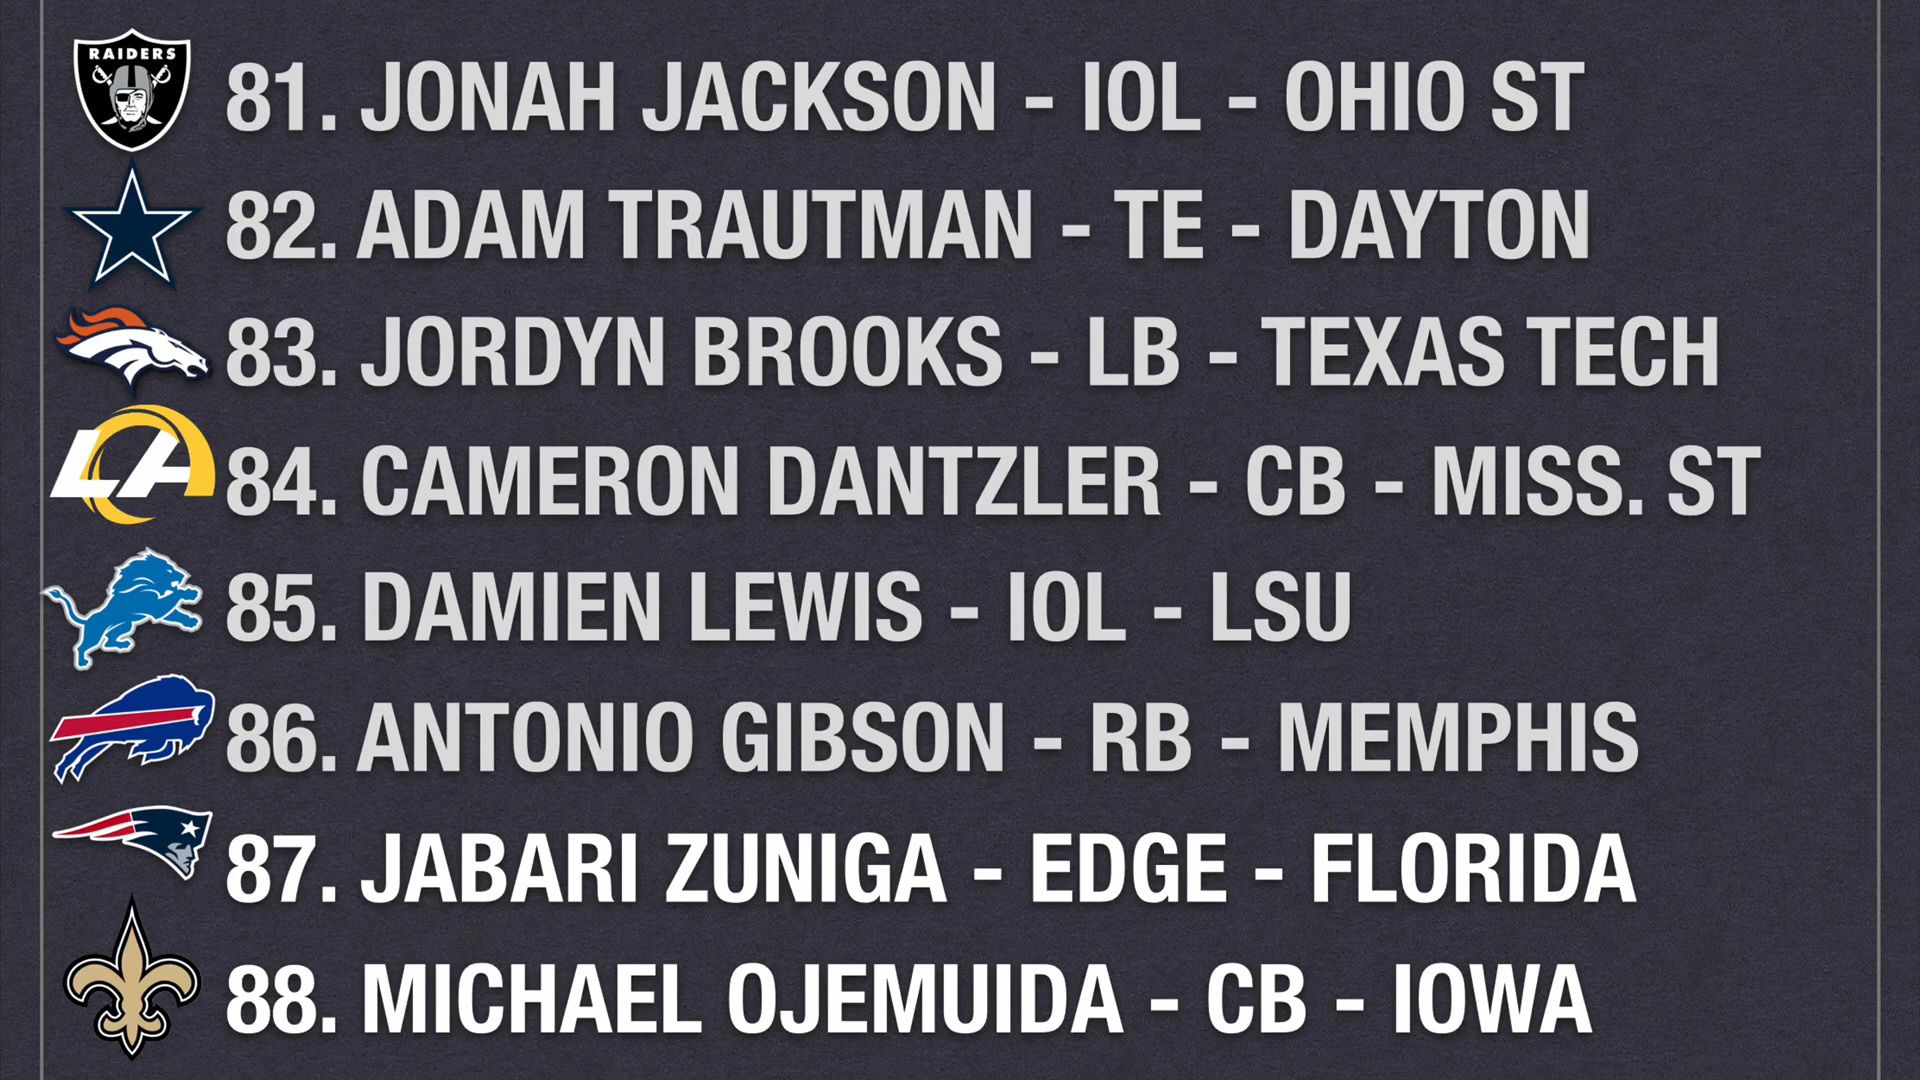 RAIDERS
81. JONAH JACKSON - IOL - OHIO ST
82. ADAM TRAUTMAN - TE - DAYTON
83. JORDYN BROOKS - LB - TEXAS TECH
LA
84. CAMERON DANTZLER - CB - MISS. ST
85. DAMIEN LEWIS - IOL - LSU
86. ANTONIO GIBSON - RB - MEMPHIS
87. JABARI ZUNIGA - EDGE - FLORIDA
88. MICHAEL OJEMUIDA - CB - IOWA